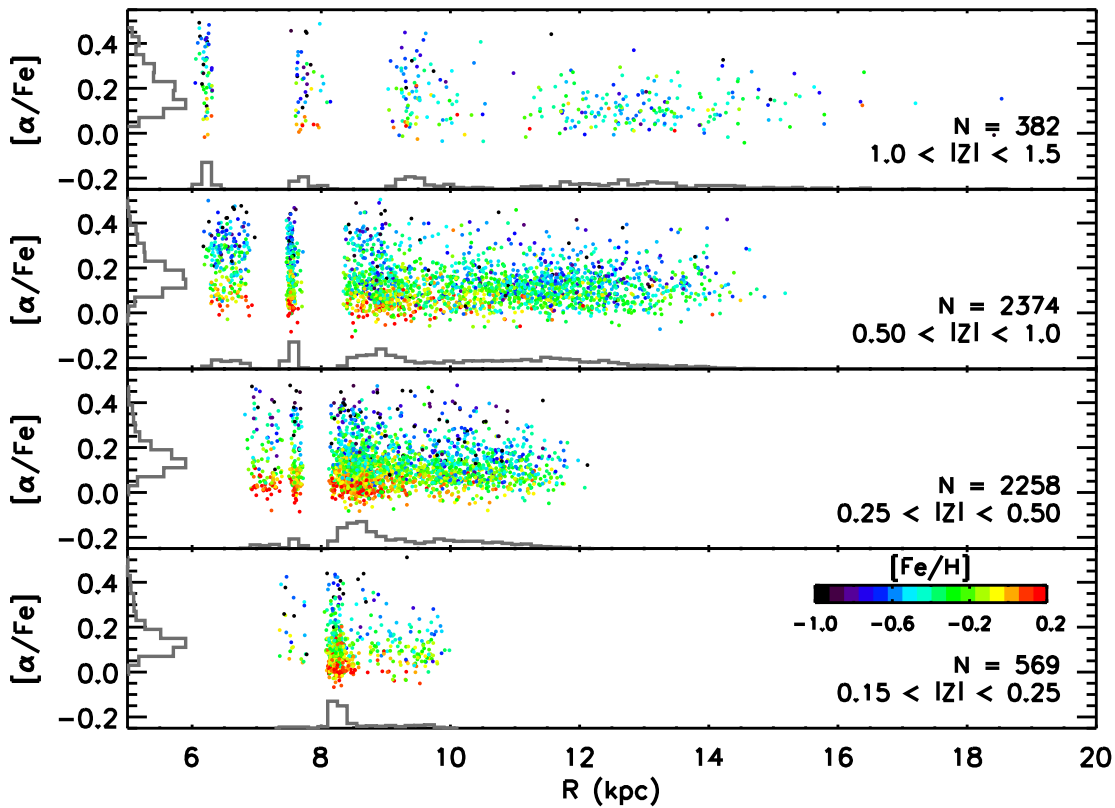 [α/Fe]
0.4
0.2
0.0
−0.2
N = 382
1.0 < |Z| < 1.5
[α/Fe]
0.4
0.2
0.0
−0.2
N = 2374
0.50 < |Z| < 1.0
[α/Fe]
0.4
0.2
0.0
−0.2
N = 2258
0.25 < |Z| < 0.50
[α/Fe]
0.4
0.2
0.0
−0.2
[Fe/H]
−1.0 −0.6 −0.2 0.2
N = 569
0.15 < |Z| < 0.25
6 8 10 12 14 16 18 20
R (kpc)